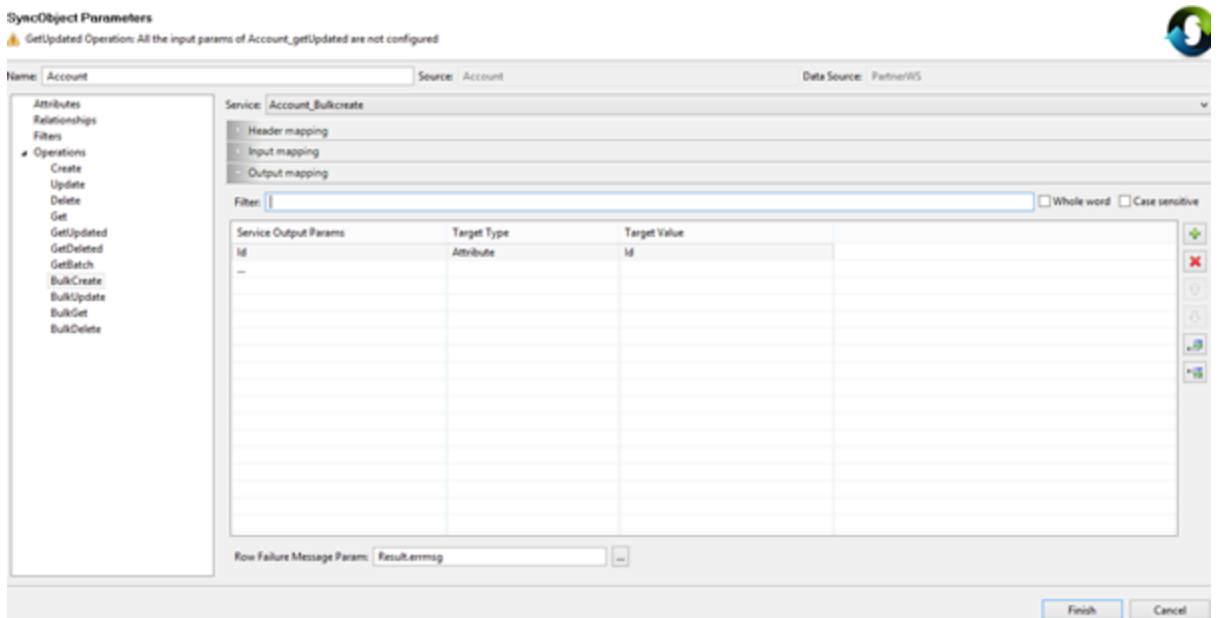 SyncObject Parameters
GetUpdated Operation: All the input params of Account_getUpdated are not configured
Name: Account Source: Account Data Source: PartnerWS
Attributes
Relationships
Filters
Operations
Create
Update
Delete
Get
GetUpdated
GetDeleted
GetBatch
BulkCreate
BulkUpdate
BulkGet
BulkDelete
Service: Account_Bulkcreate
Header mapping
Input mapping
Output mapping
Filter: Whole word Case sensitive
Service Output Params Target Type Target Value
Id Attribute Id
...
Row Failure Message Param: Result.errmsg ...
Finish Cancel